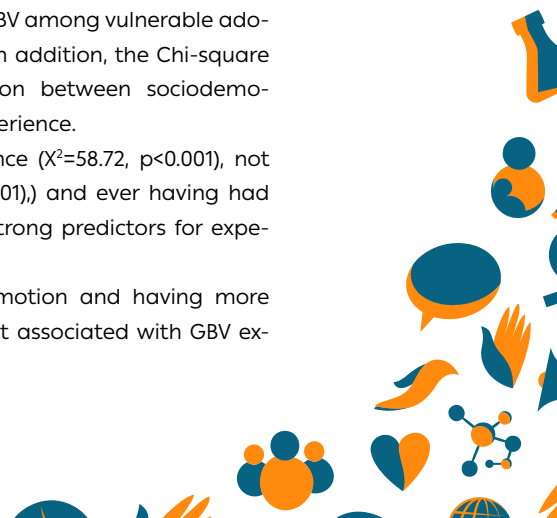 BV among vulnerable ado-
addition, the Chi-square
on between sociodemo-
erience.
nce (X²=58.72, p<0.001), not
01),) and ever having had
trong predictors for expe-
motion and having more
t associated with GBV ex-